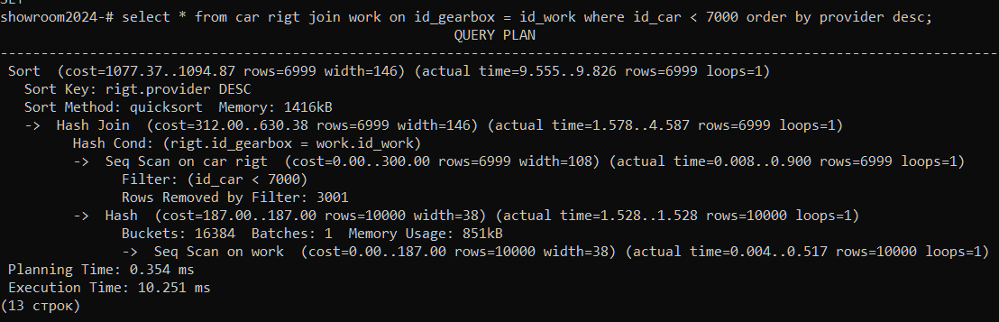 SET
showroom2024-# select * from car rigt join work on id_gearbox = id_work where id_car < 7000 order by provider desc;
QUERY PLAN
-----------------------------------------------------------------------------------------------------------------------------
Sort  (cost=1077.37..1094.87 rows=6999 width=146) (actual time=9.555..9.826 rows=6999 loops=1)
Sort Key: rigt.provider DESC
Sort Method: quicksort  Memory: 1416kB
->  Hash Join  (cost=312.00..630.38 rows=6999 width=146) (actual time=1.578..4.587 rows=6999 loops=1)
Hash Cond: (rigt.id_gearbox = work.id_work)
->  Seq Scan on car rigt  (cost=0.00..300.00 rows=6999 width=108) (actual time=0.008..0.900 rows=6999 loops=1)
Filter: (id_car < 7000)
Rows Removed by Filter: 3001
->  Hash  (cost=187.00..187.00 rows=10000 width=38) (actual time=1.528..1.528 rows=10000 loops=1)
Buckets: 16384  Batches: 1  Memory Usage: 851kB
->  Seq Scan on work  (cost=0.00..187.00 rows=10000 width=38) (actual time=0.004..0.517 rows=10000 loops=1)
Planning Time: 0.354 ms
Execution Time: 10.251 ms
(13 строк)